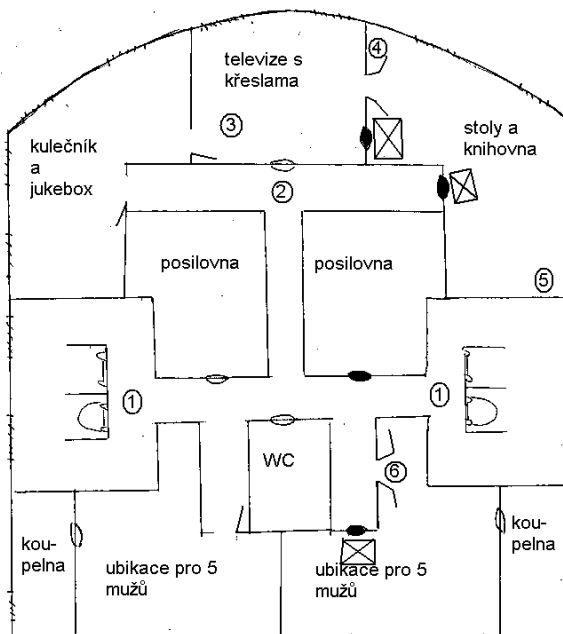 televize s
křeslama
4
3
kulečník
a
jukebox
stoly a
knihovna
2
posilovna
posilovna
5
1
1
WC
6
kou-
pelna
ubikace pro 5
mužů
ubikace pro 5
mužů
kou-
pelna